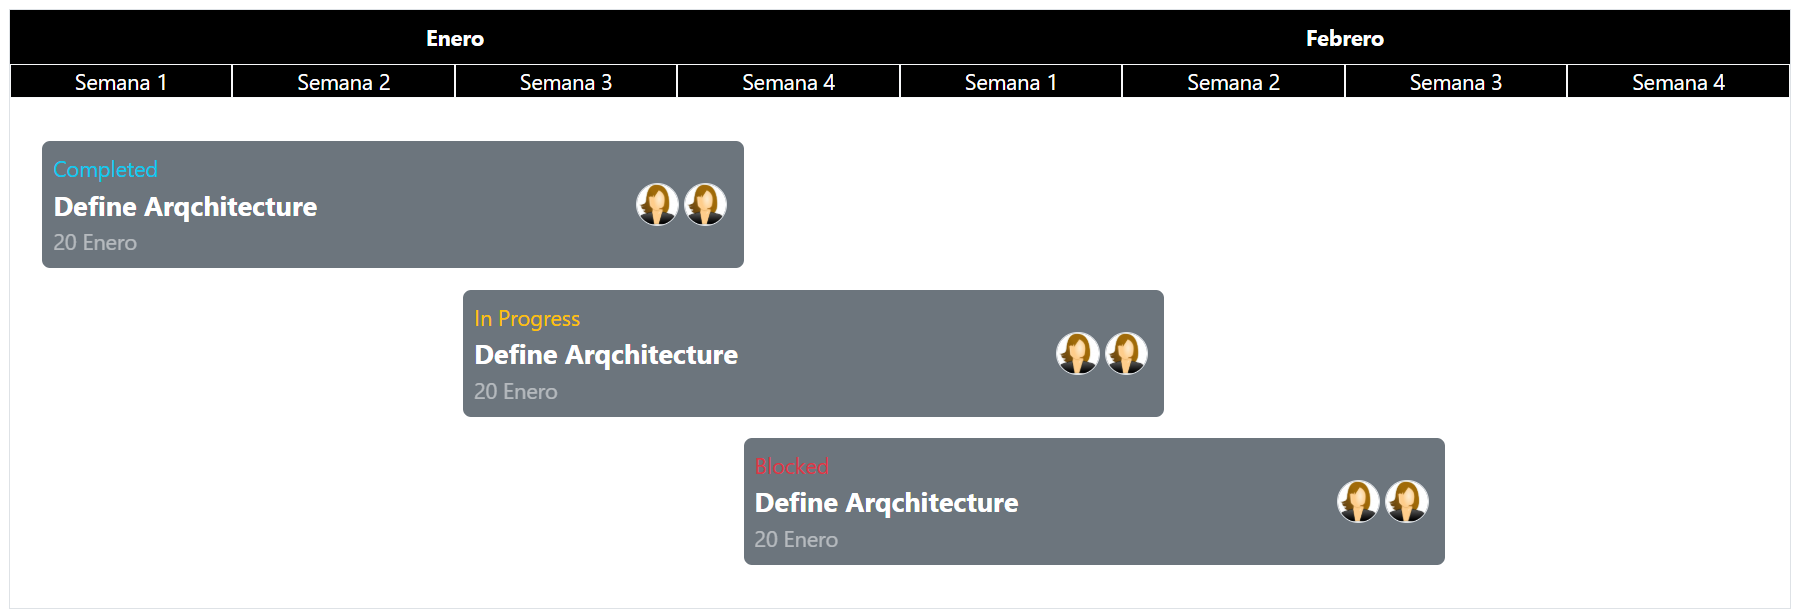 Enero Febrero
Semana 1 Semana 2 Semana 3 Semana 4 Semana 1 Semana 2 Semana 3 Semana 4
Completed
Define Arqchitecture
20 Enero
In Progress
Define Arqchitecture
20 Enero
Blocked
Define Arqchitecture
20 Enero